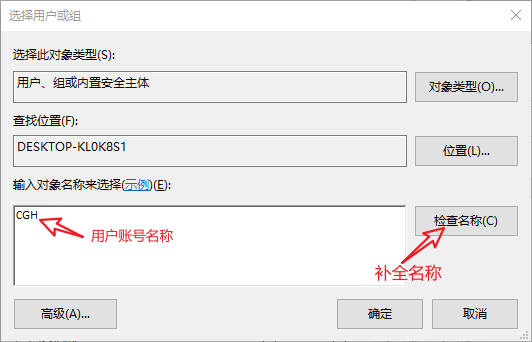 选择用户或组
选择此对象类型(S):
用户、组或内置安全主体
对象类型(O)...
查找位置(F):
DESKTOP-KL0K8S1
位置(L)...
输入对象名称来选择(示例)(E):
CGH
用户账号名称
检查名称(C)
补全名称
高级(A)...
确定
取消